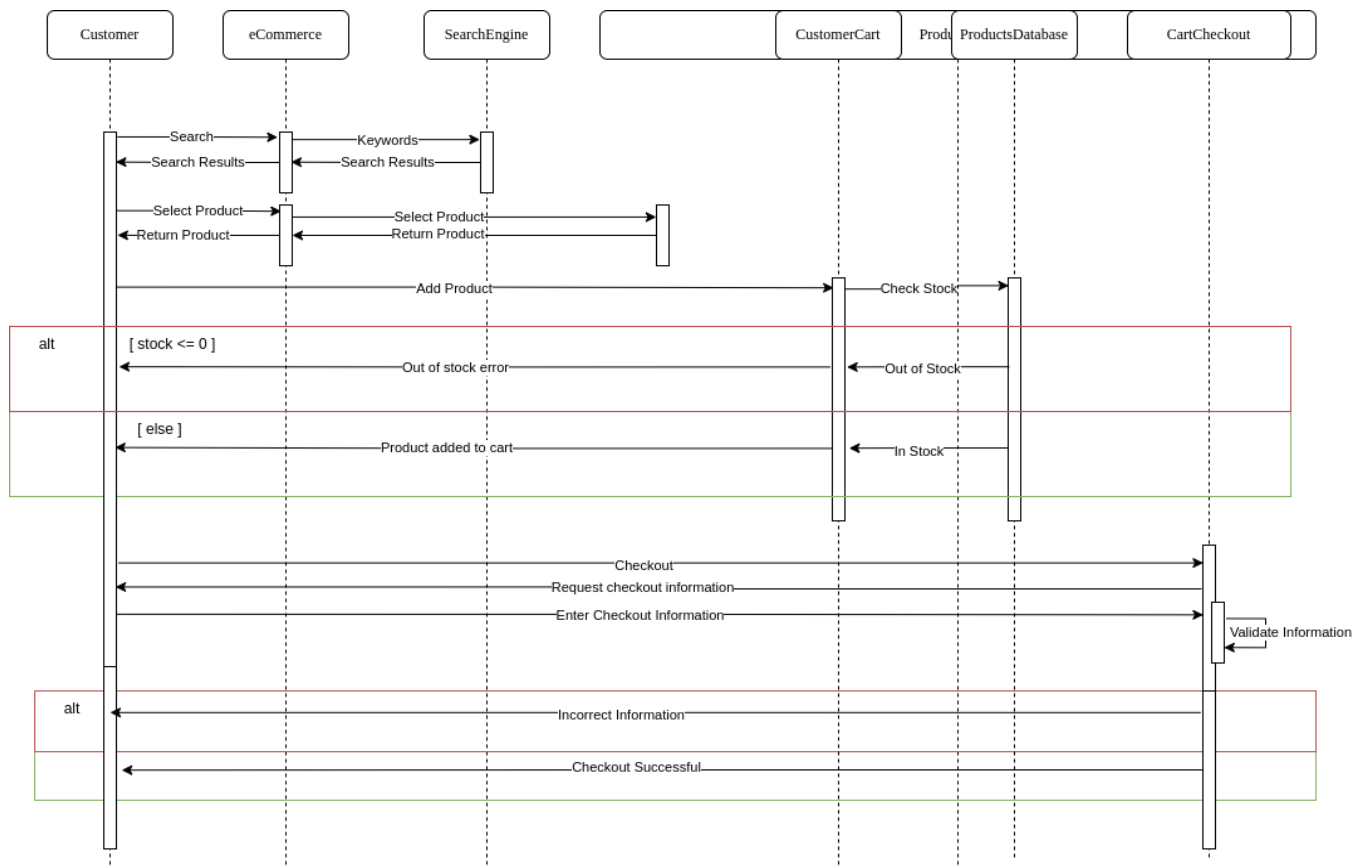 Customer
eCommerce
SearchEngine
CustomerCart
Produ
ProductsDatabase
CartCheckout
Search
Keywords
Search Results
Search Results
Select Product
Select Product
Return Product
Return Product
Add Product
Check Stock
alt
[ stock <= 0 ]
Out of stock error
Out of Stock
[ else ]
Product added to cart
In Stock
Checkout
Request checkout information
Enter Checkout Information
Validate Information
alt
Incorrect Information
Checkout Successful